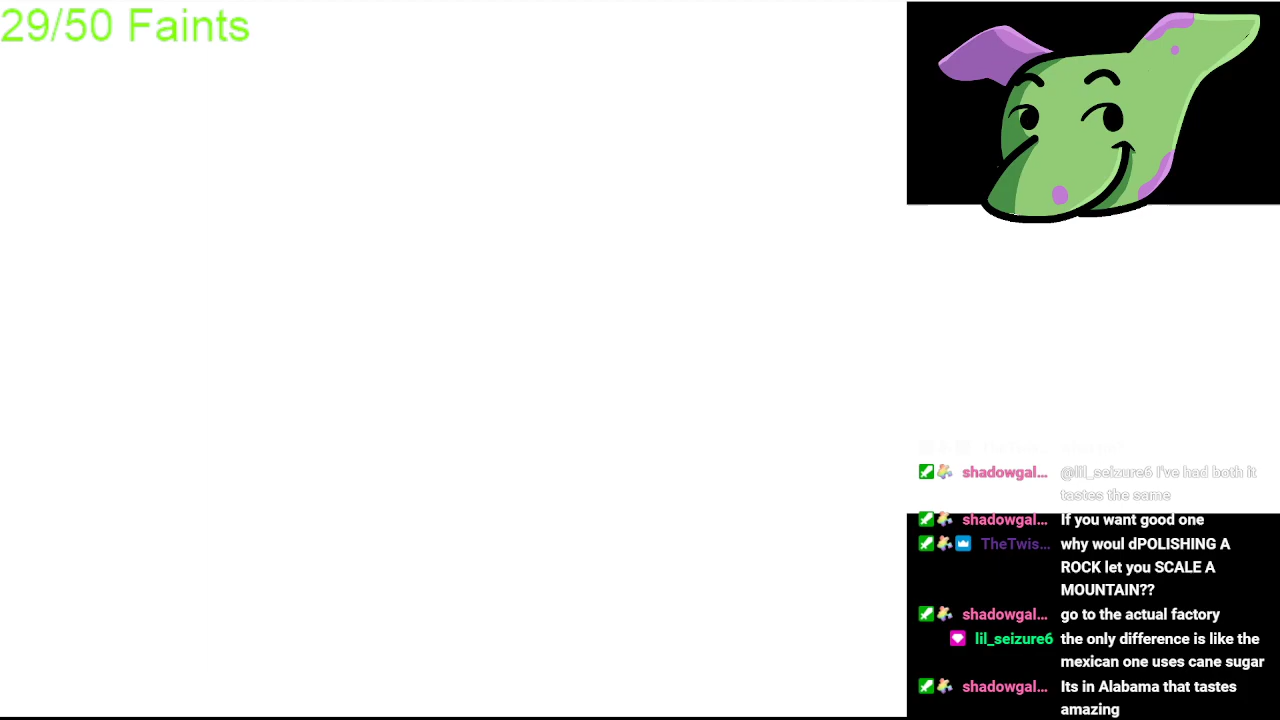 29/50 Faints
shadowgal... @lil_seizure6 I've had both it
tastes the same
shadowgal... If you want good one
TheTwis... why woul dPOLISHING A
ROCK let you SCALE A
MOUNTAIN??
shadowgal... go to the actual factory
lil_seizure6 the only difference is like the
mexican one uses cane sugar
shadowgal... Its in Alabama that tastes
amazing